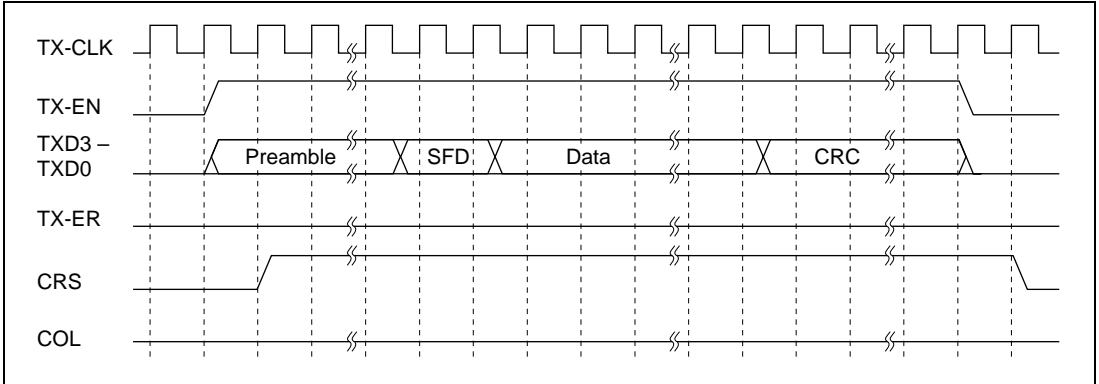 TX-CLK
TX-EN
TXD3 –
TXD0
Preamble SFD Data CRC
TX-ER
CRS
COL